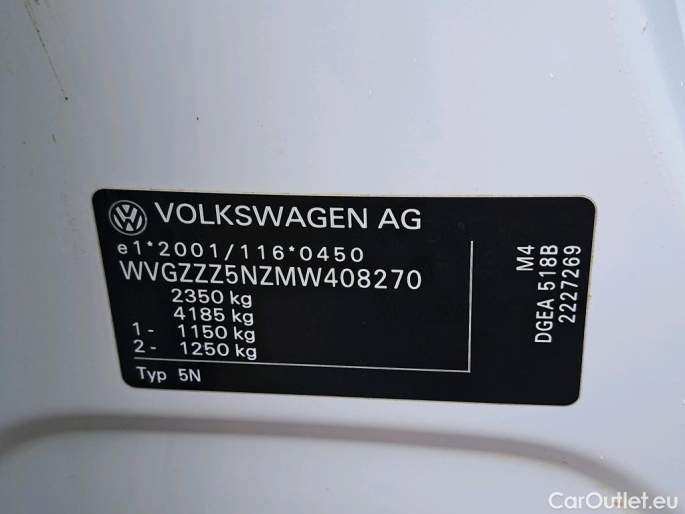 VOLKSWAGEN AG
e1*2001/116*0450
WVGZZZ5NZMW408270
2350 kg
4185 kg
1- 1150 kg
2- 1250 kg
Typ 5N
M4
DGEA 518B
2227269
CarOutlet.eu